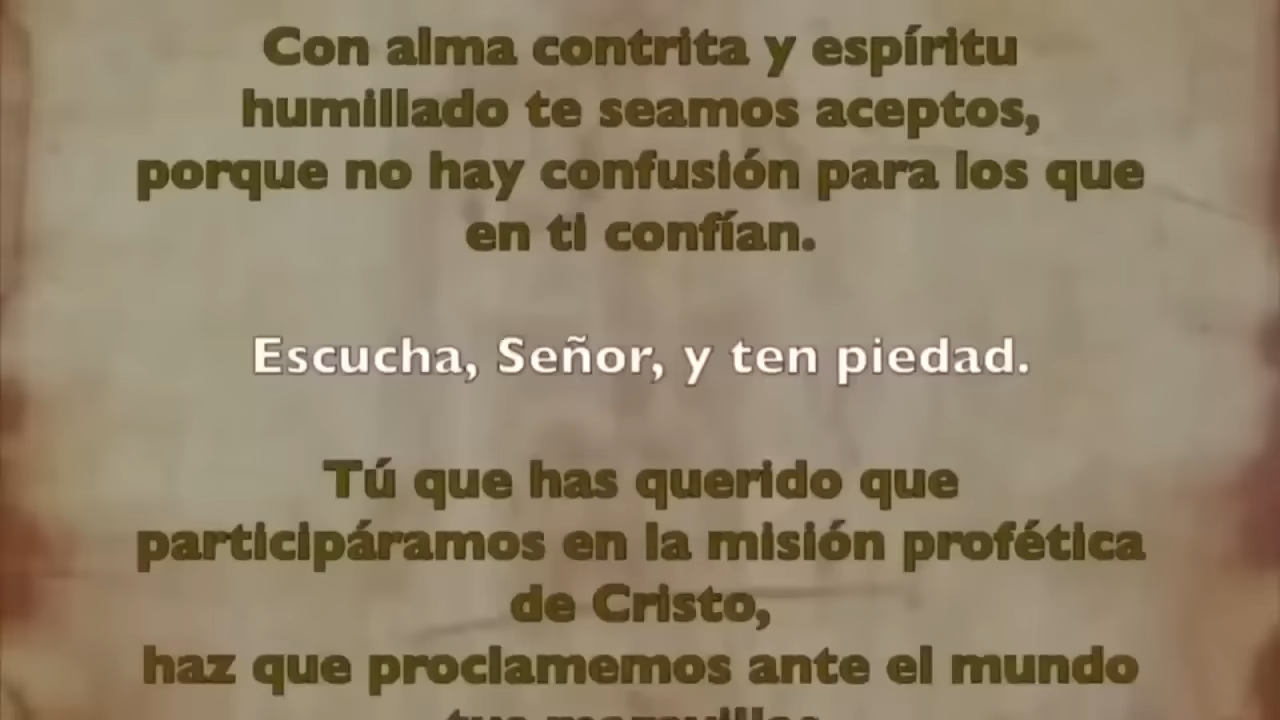 Con alma contrita y espíritu
humillado te seamos aceptos,
porque no hay confusión para los que
en ti confían.
Escucha, Señor, y ten piedad.
Tú que has querido que
participáramos en la misión profética
de Cristo,
haz que proclamemos ante el mundo